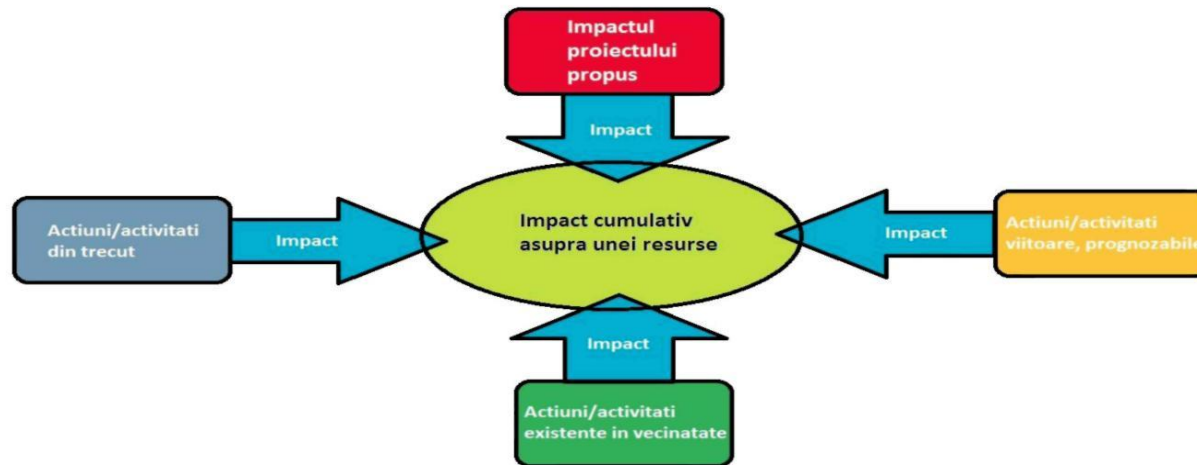 Impactul
proiectului
propus
Impact
Actiuni/activitati
din trecut
Impact
Impact cumulativ
asupra unei resurse
Impact
Actiuni/activitati
viitoare, prognozabile
Impact
Actiuni/activitati
existente in vecinatate